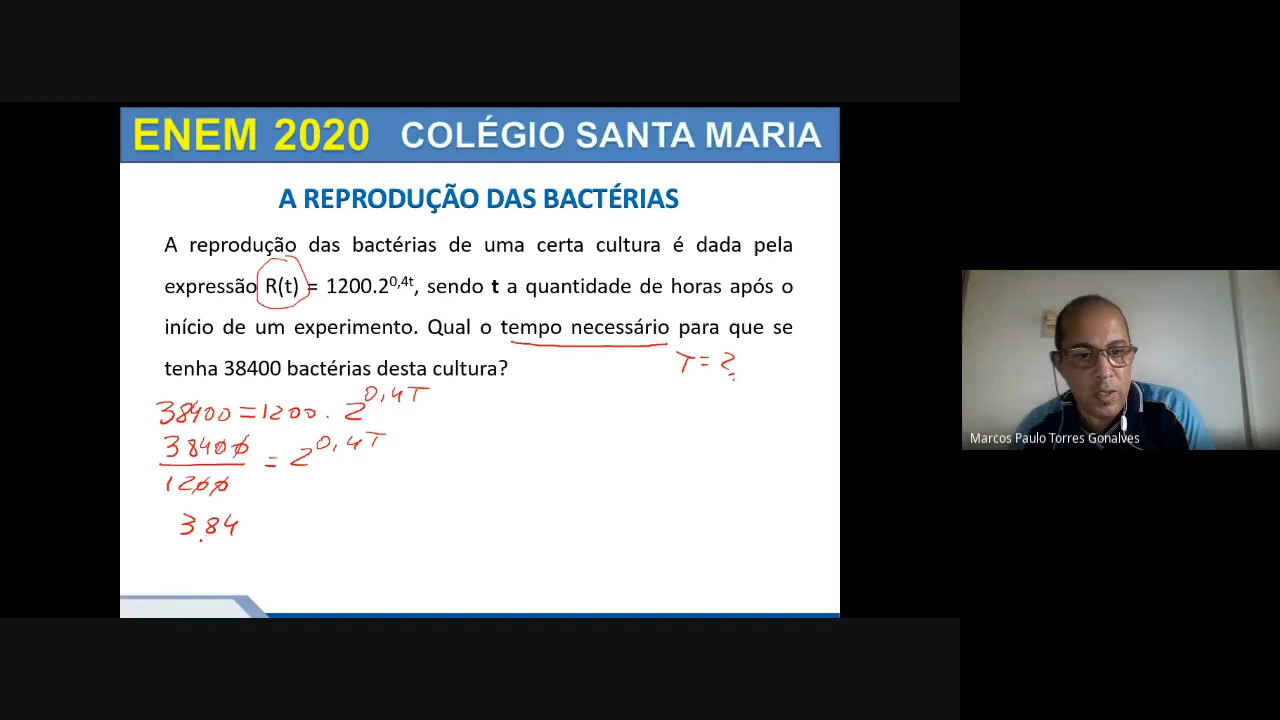 ENEM 2020 COLÉGIO SANTA MARIA
A REPRODUÇÃO DAS BACTÉRIAS
A reprodução das bactérias de uma certa cultura é dada pela
expressão R(t) = 1200.2^0,4t, sendo t a quantidade de horas após o
início de um experimento. Qual o tempo necessário para que se
tenha 38400 bactérias desta cultura?
T = ?
38400 = 1200 . 2^0,4T
38400 / 1200 = 2^0,4T
384
Marcos Paulo Torres Gonalves